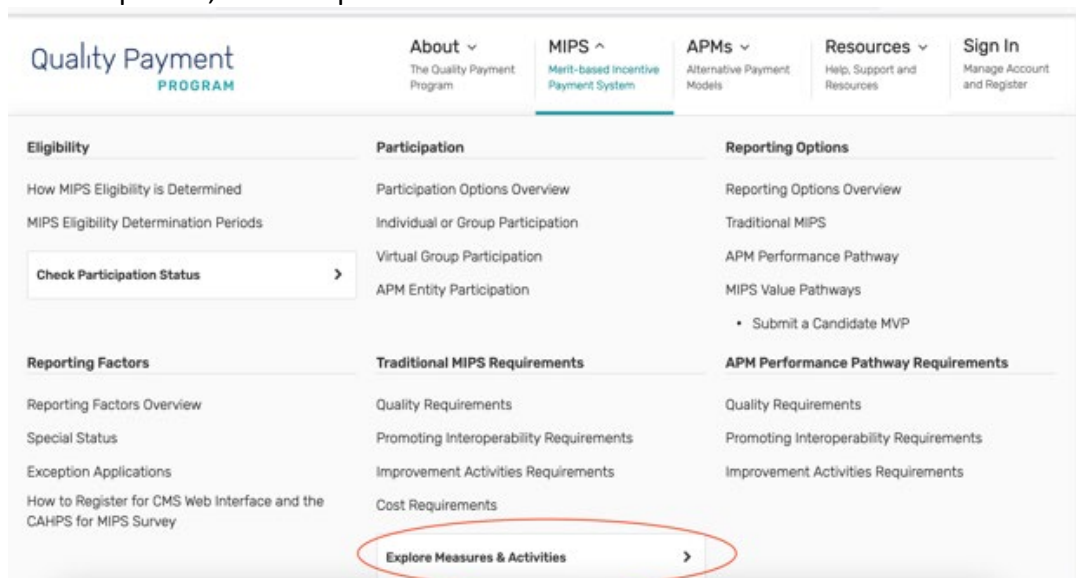 Quality Payment
PROGRAM
About
The Quality Payment
Program
MIPS
Merit-based Incentive
Payment System
APMs
Alternative Payment
Models
Resources
Help, Support and
Resources
Sign In
Manage Account
and Register
Eligibility
How MIPS Eligibility is Determined
MIPS Eligibility Determination Periods
Check Participation Status
Participation
Participation Options Overview
Individual or Group Participation
Virtual Group Participation
APM Entity Participation
Reporting Options
Reporting Options Overview
Traditional MIPS
APM Performance Pathway
MIPS Value Pathways
• Submit a Candidate MVP
Reporting Factors
Reporting Factors Overview
Special Status
Exception Applications
How to Register for CMS Web Interface and the
CAHPS for MIPS Survey
Traditional MIPS Requirements
Quality Requirements
Promoting Interoperability Requirements
Improvement Activities Requirements
Cost Requirements
Explore Measures & Activities
APM Performance Pathway Requirements
Quality Requirements
Promoting Interoperability Requirements
Improvement Activities Requirements